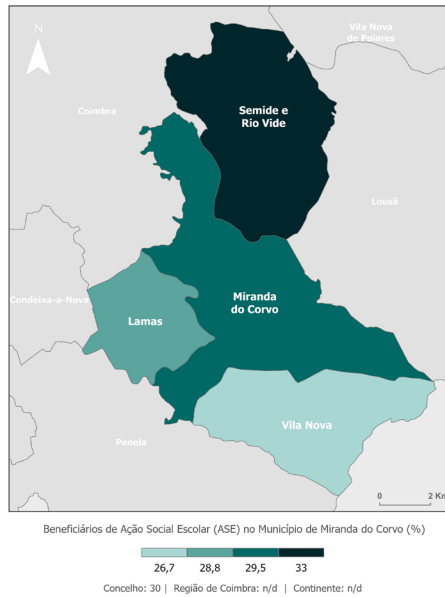 Vila Nova
de Poiares
N
Semide e
Rio Vide
Coimbra
Lousã
Condeixa-a-Nova
Miranda
do Corvo
Lamas
Vila Nova
Penela
0 2 Km
Beneficiários de Ação Social Escolar (ASE) no Município de Miranda do Corvo (%)
26,7 28,8 29,5 33
Concelho: 30 | Região de Coimbra: n/d | Continente: n/d